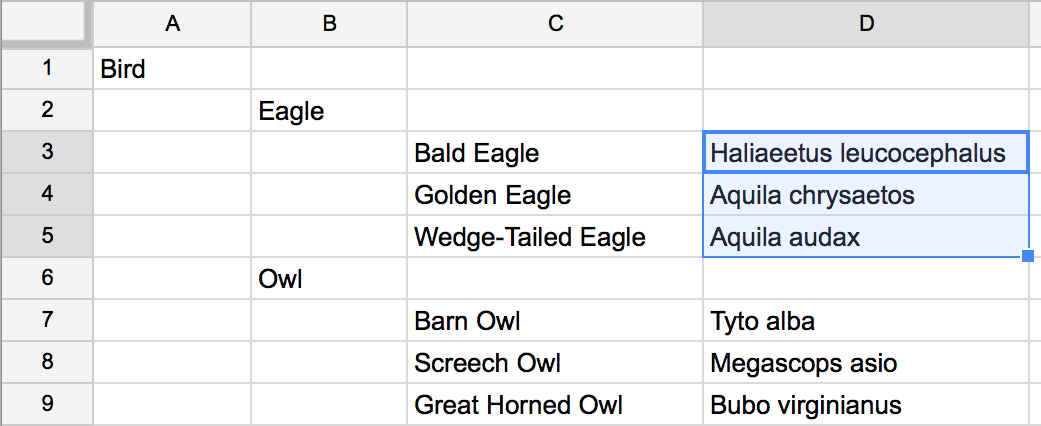 A B C D
1 Bird
2 Eagle
3 Bald Eagle Haliaeetus leucocephalus
4 Golden Eagle Aquila chrysaetos
5 Wedge-Tailed Eagle Aquila audax
6 Owl
7 Barn Owl Tyto alba
8 Screech Owl Megascops asio
9 Great Horned Owl Bubo virginianus